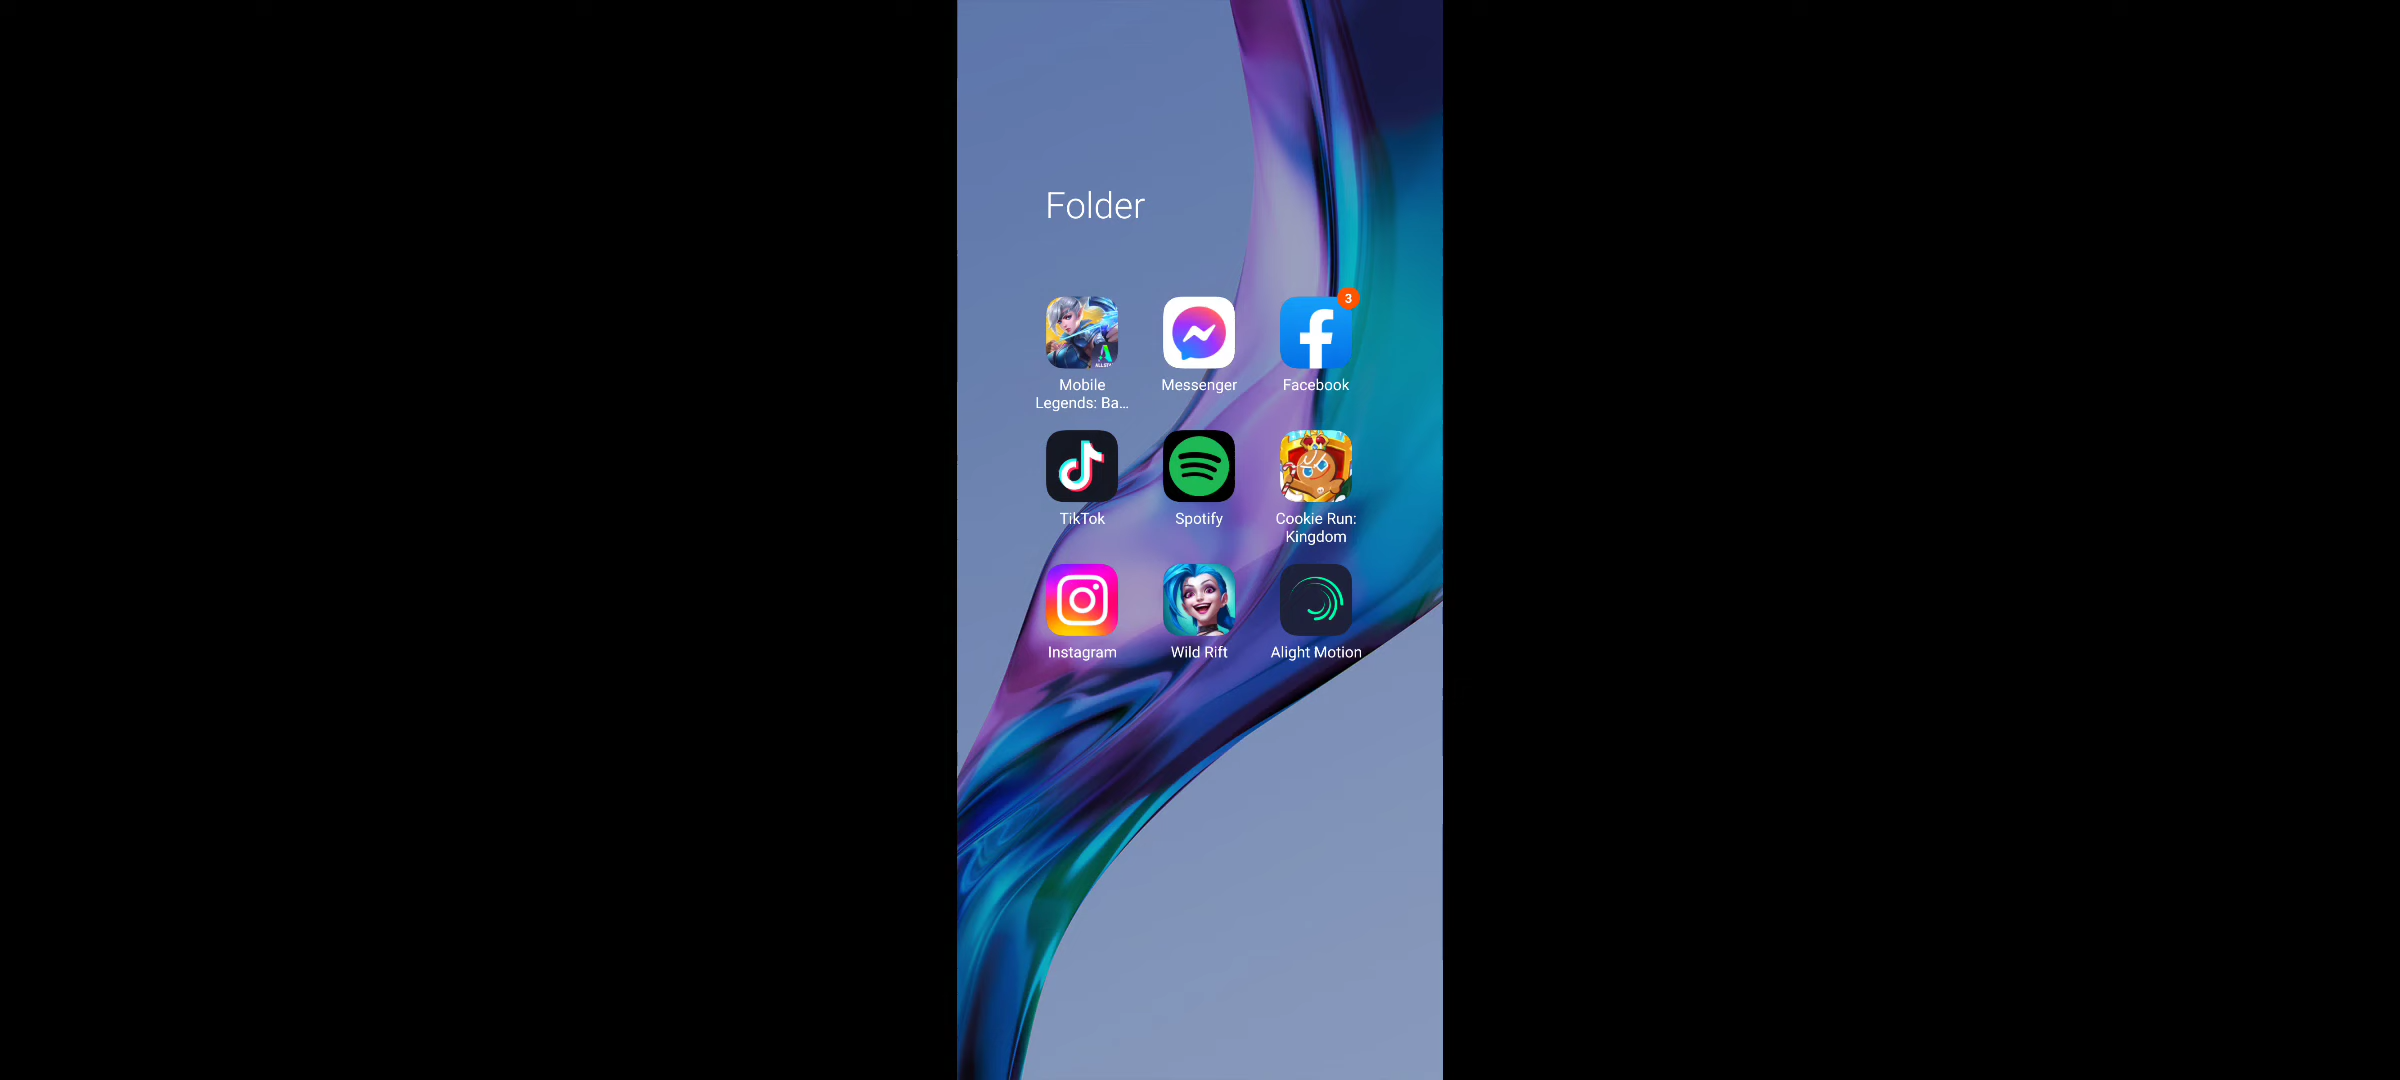 Folder
3
Mobile
Legends: Ba...
Messenger
Facebook
TikTok
Spotify
Cookie Run:
Kingdom
Instagram
Wild Rift
Alight Motion